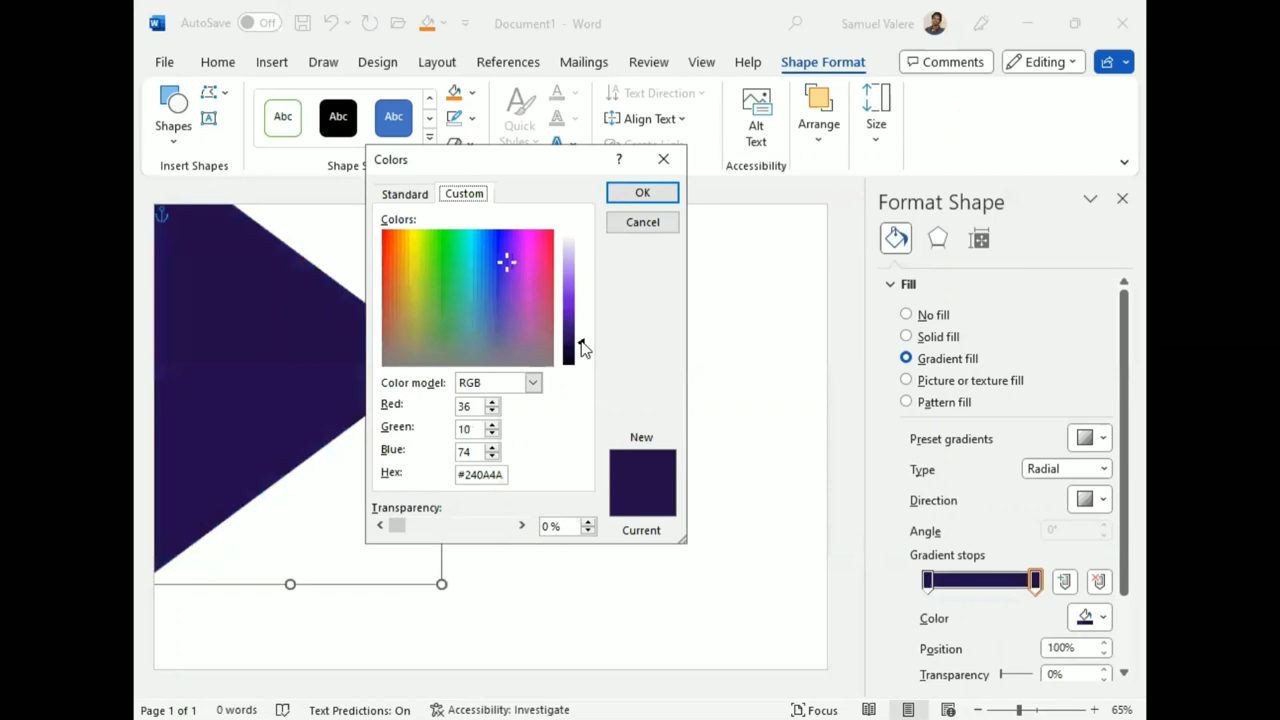 AutoSave Off Document1 - Word Samuel Valere
File Home Insert Draw Design Layout References Mailings Review View Help Shape Format Comments Editing
Abc Abc Abc
Shapes
Quick
Styles
Text Direction
Align Text
Alt
Text
Arrange
Size
Insert Shapes
Accessibility
Colors ? ×
Standard Custom
OK
Cancel
Colors:
Color model: RGB
Red: 36
Green: 10
Blue: 74
Hex: #240A4A
New
Current
Transparency:
0 %
Format Shape
Fill
No fill
Solid fill
Gradient fill
Picture or texture fill
Pattern fill
Preset gradients
Type Radial
Direction
Angle 0°
Gradient stops
Color
Position 100%
Transparency 0%
Page 1 of 1 0 words Text Predictions: On Accessibility: Investigate Focus 65%